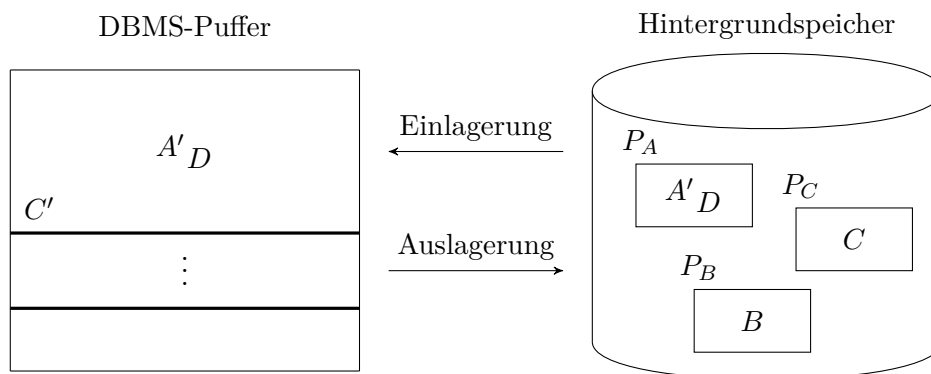 DBMS-Puffer
Hintergrundspeicher
A′ D
C′
⋮
Einlagerung
Auslagerung
P_A
A′ D
P_C
C
P_B
B